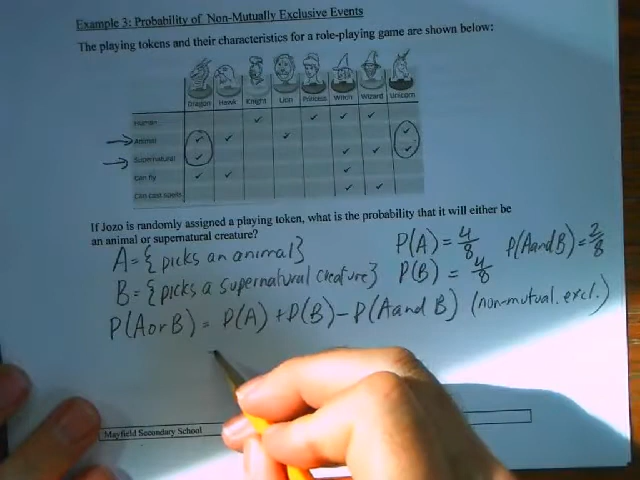 Example 3: Probability of Non-Mutually Exclusive Events
The playing tokens and their characteristics for a role-playing game are shown below:
Dragon Hawk Knight Lion Princess Witch Wizard Unicorn
Human ✓ ✓ ✓ ✓
Animal ✓ ✓ ✓ ✓
Supernatural ✓ ✓ ✓ ✓
Can fly ✓ ✓ ✓
Can cast spells ✓ ✓
If Jozo is randomly assigned a playing token, what is the probability that it will either be
an animal or supernatural creature?
P(A) = 4/8 P(A and B) = 2/8
A = {picks an animal}
P(B) = 4/8
B = {picks a supernatural creature}
P(A or B) = P(A) + P(B) − P(A and B) (non-mutual. excl.)
Mayfield Secondary School